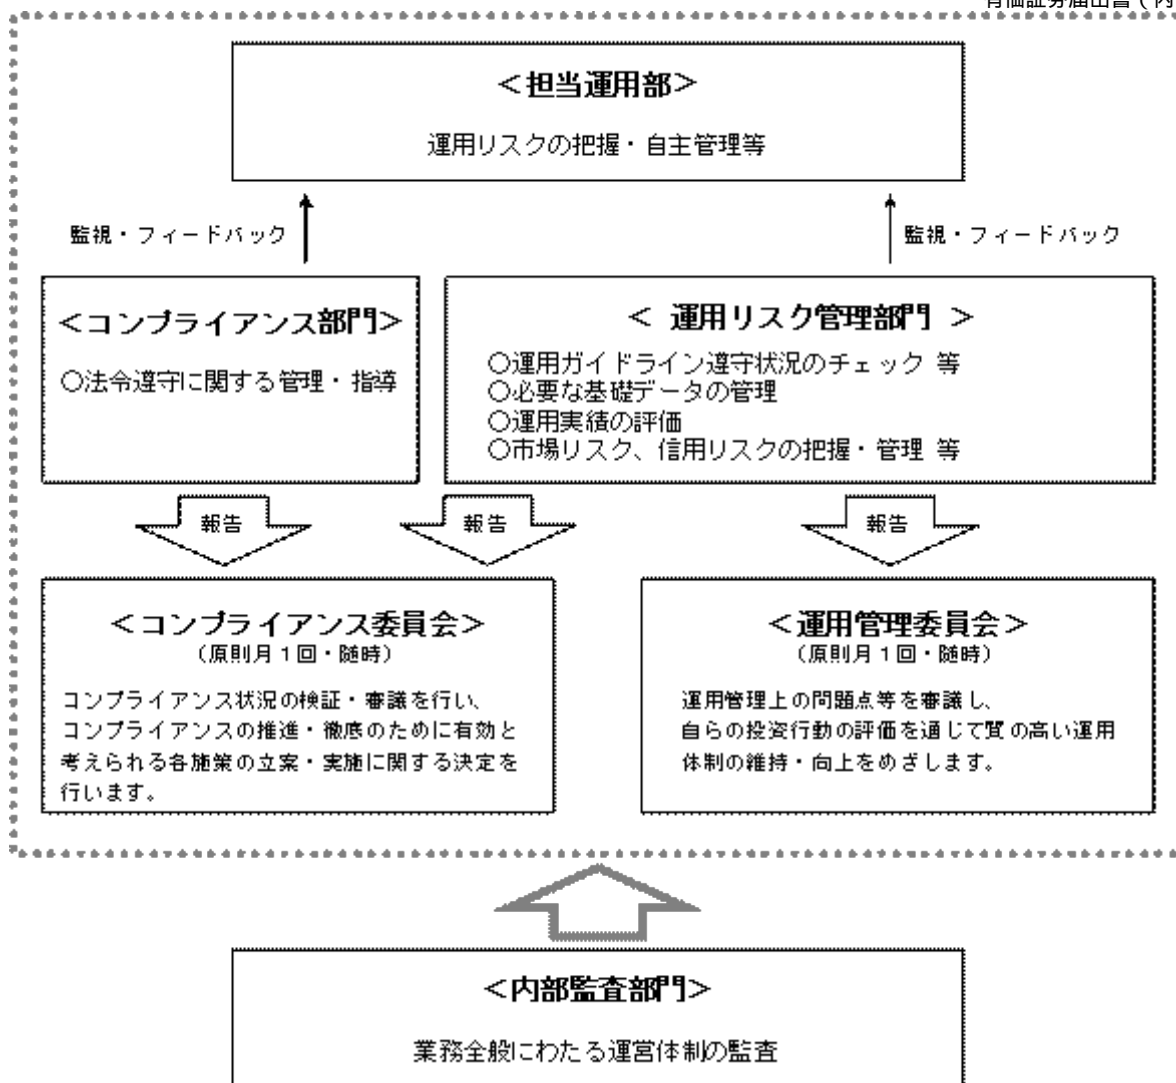 有価証券届出書（内
＜担当運用部＞
運用リスクの把握・自主管理等
監視・フィードバック
監視・フィードバック
＜コンプライアンス部門＞
○法令遵守に関する管理・指導
＜ 運用リスク管理部門 ＞
○運用ガイドライン遵守状況のチェック 等
○必要な基礎データの管理
○運用実績の評価
○市場リスク、信用リスクの把握・管理 等
報告
報告
報告
＜コンプライアンス委員会＞
（原則月１回・随時）
コンプライアンス状況の検証・審議を行い、
コンプライアンスの推進・徹底のために有効と
考えられる各施策の立案・実施に関する決定を
行います。
＜運用管理委員会＞
（原則月１回・随時）
運用管理上の問題点等を審議し、
自らの投資行動の評価を通じて質の高い運用
体制の維持・向上をめざします。
＜内部監査部門＞
業務全般にわたる運営体制の監査